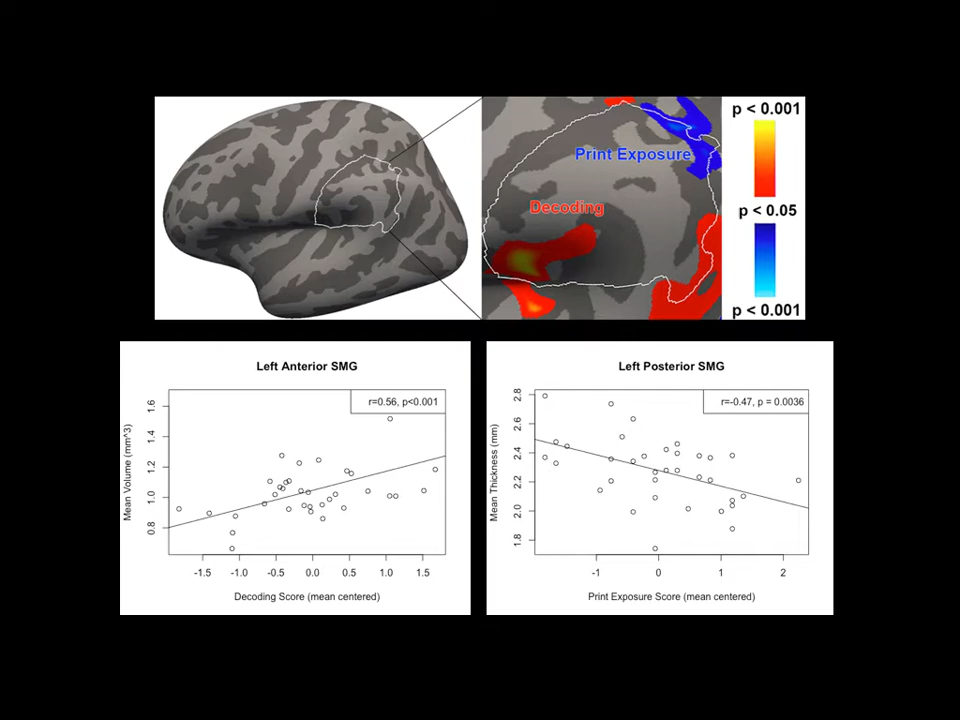 p < 0.001
Print Exposure
Decoding
p < 0.05
p < 0.001
Left Anterior SMG
r=0.56, p<0.001
Mean Volume (mm^3)
1.6
1.4
1.2
1.0
0.8
-1.5 -1.0 -0.5 0.0 0.5 1.0 1.5
Decoding Score (mean centered)
Left Posterior SMG
r=-0.47, p = 0.0036
Mean Thickness (mm)
2.8
2.6
2.4
2.2
2.0
1.8
-1 0 1 2
Print Exposure Score (mean centered)